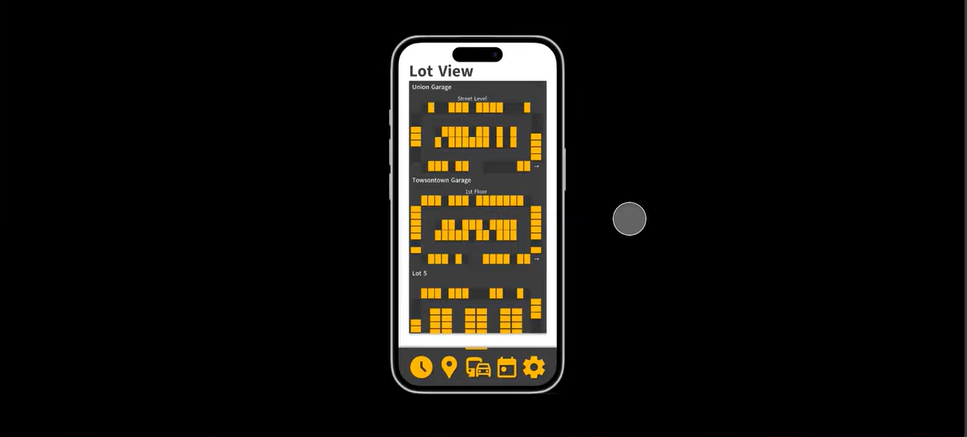 Lot View
Union Garage
Street Level
→
Towsontown Garage
1st Floor
→
Lot 5